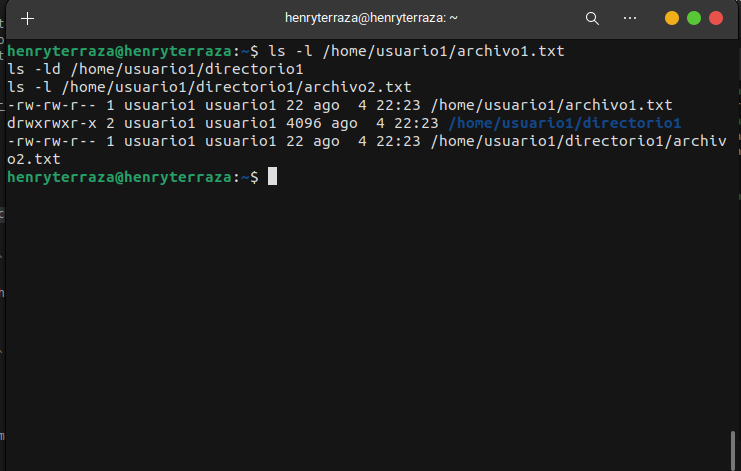 henryterraza@henryterraza: ~
henryterraza@henryterraza:~$ ls -l /home/usuario1/archivo1.txt
ls -ld /home/usuario1/directorio1
ls -l /home/usuario1/directorio1/archivo2.txt
-rw-rw-r-- 1 usuario1 usuario1 22 ago  4 22:23 /home/usuario1/archivo1.txt
drwxrwxr-x 2 usuario1 usuario1 4096 ago  4 22:23 /home/usuario1/directorio1
-rw-rw-r-- 1 usuario1 usuario1 22 ago  4 22:23 /home/usuario1/directorio1/archiv
o2.txt
henryterraza@henryterraza:~$